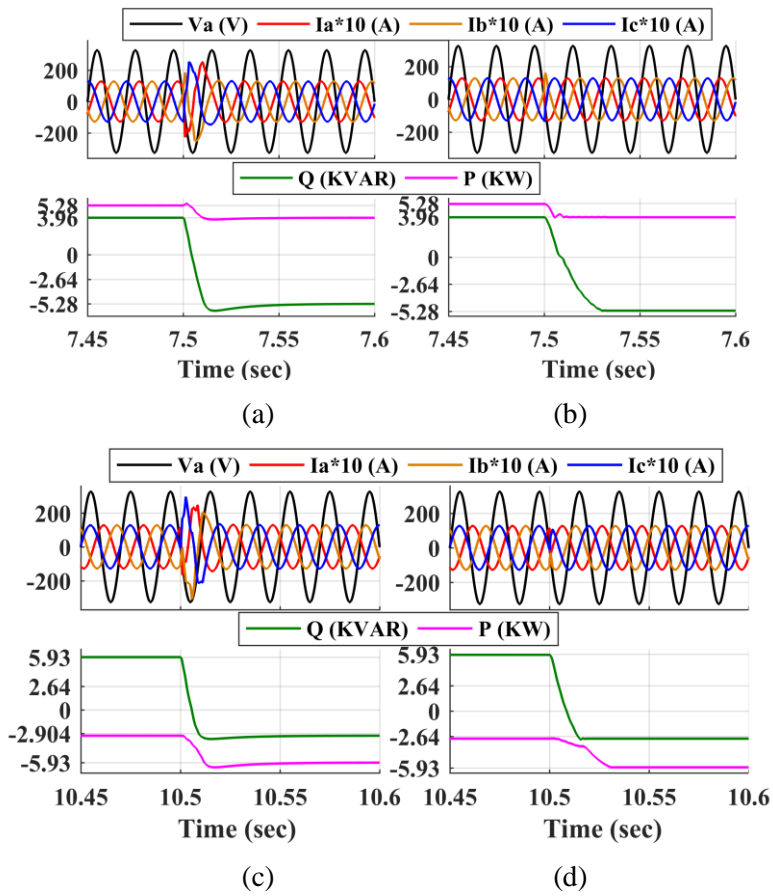 Va (V) Ia*10 (A) Ib*10 (A) Ic*10 (A)
200
0
-200
Q (KVAR) P (KW)
5.28
3.96
0
-2.64
-5.28
7.45 7.5 7.55 7.6
Time (sec)
(a)
200
0
-200
5.28
3.96
0
-2.64
-5.28
7.45 7.5 7.55 7.6
Time (sec)
(b)
Va (V) Ia*10 (A) Ib*10 (A) Ic*10 (A)
200
0
-200
Q (KVAR) P (KW)
5.93
2.64
0
-2.904
-5.93
10.45 10.5 10.55 10.6
Time (sec)
(c)
200
0
-200
5.93
2.64
0
-2.64
-5.93
10.45 10.5 10.55 10.6
Time (sec)
(d)